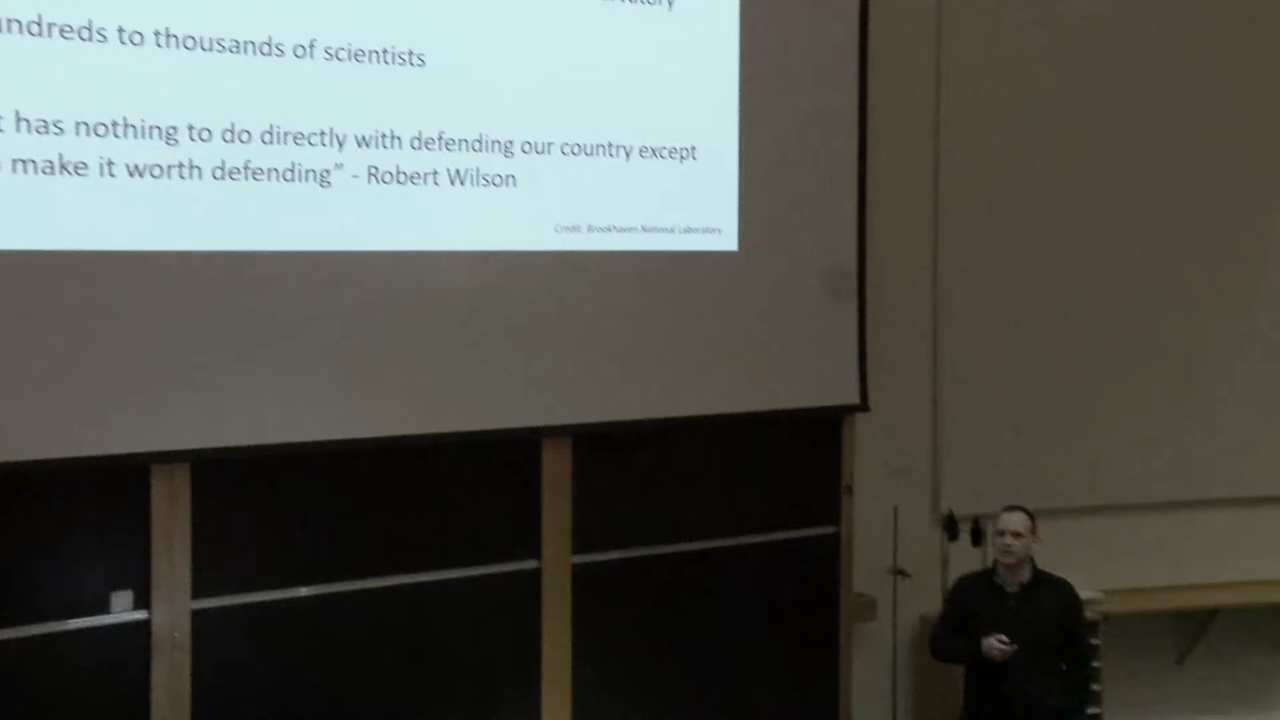 undreds to thousands of scientists
t has nothing to do directly with defending our country except
make it worth defending” - Robert Wilson
Credit: Brookhaven National Laboratory